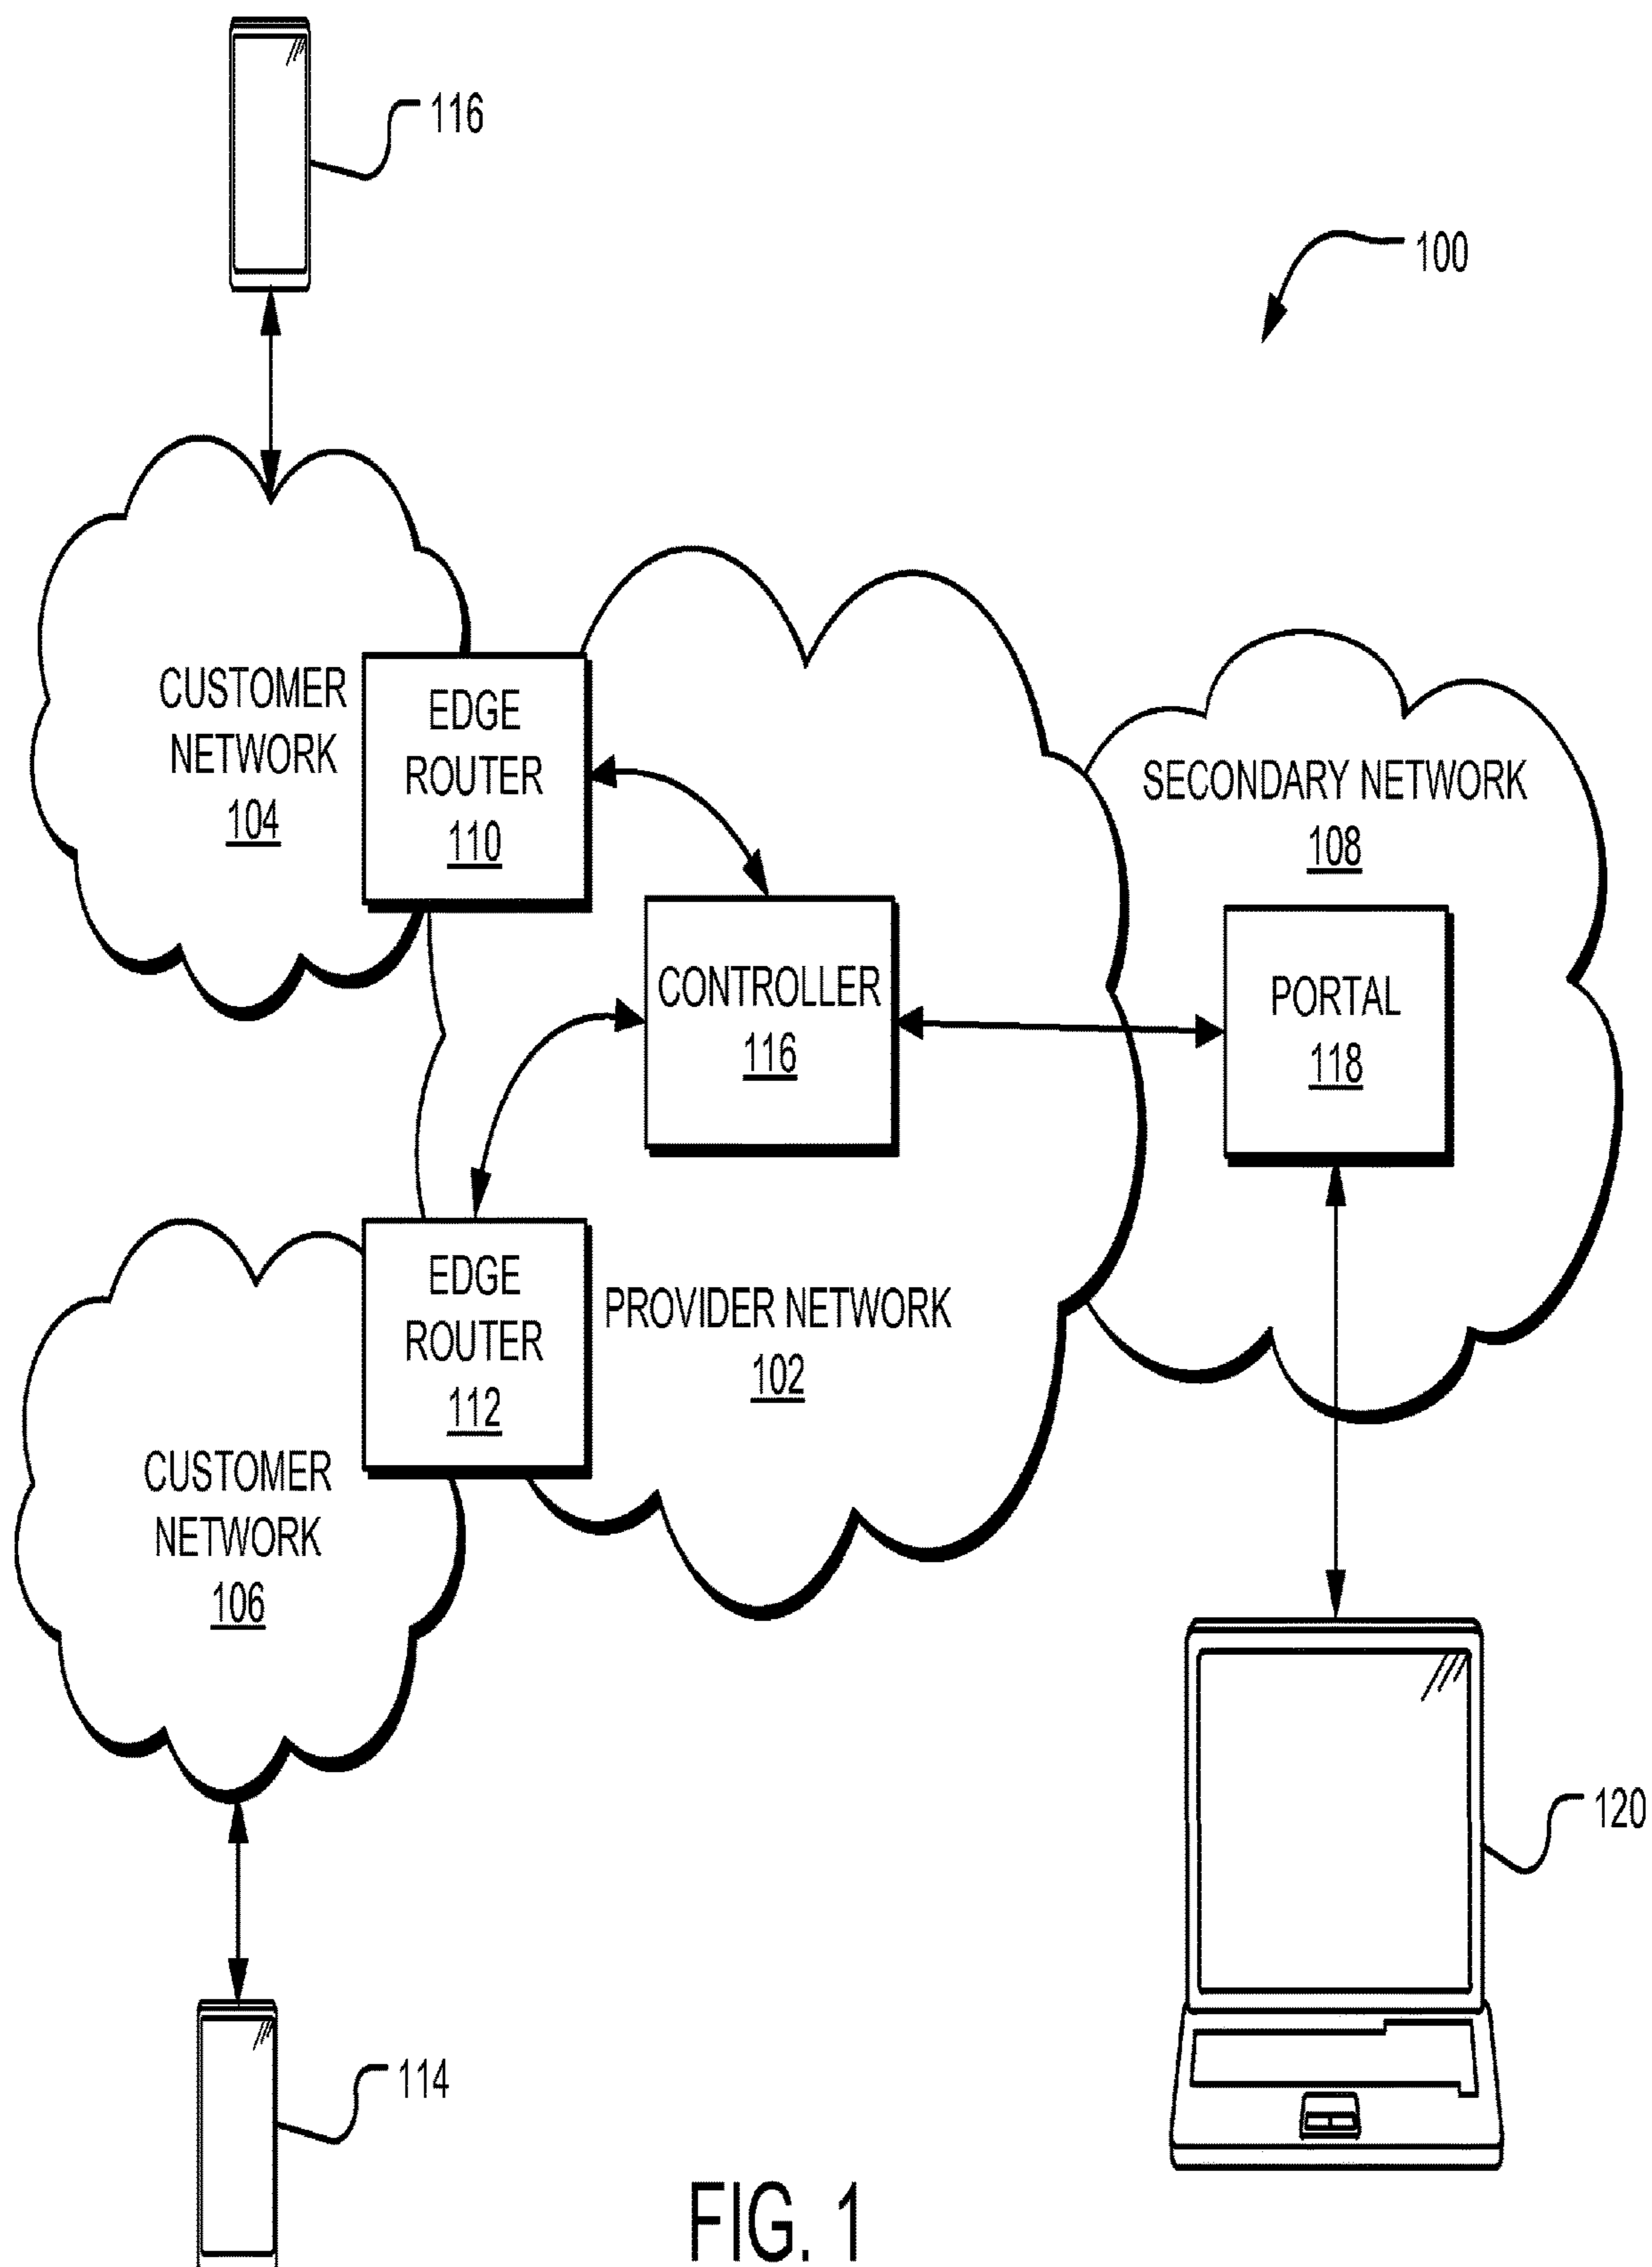 116
100
CUSTOMER
NETWORK
104
EDGE
ROUTER
110
SECONDARY NETWORK
108
CONTROLLER
116
PORTAL
118
EDGE
ROUTER
112
PROVIDER NETWORK
102
CUSTOMER
NETWORK
106
120
114
FIG. 1